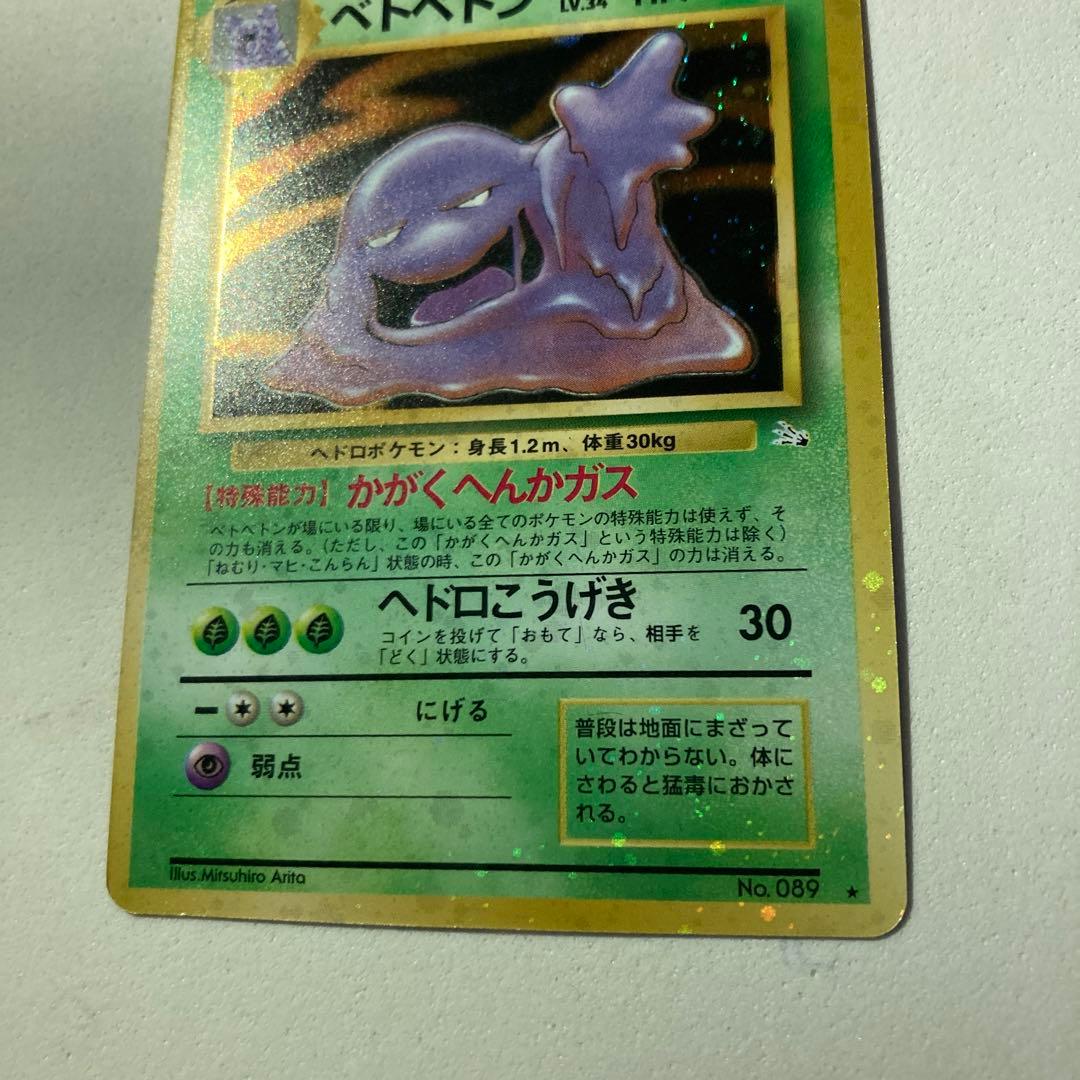 ベトベトン LV.34
ヘドロポケモン：身長1.2m、体重30kg
【特殊能力】かがくへんかガス
ベトベトンが場にいる限り、場にいる全てのポケモンの特殊能力は使えず、そ
の力も消える。（ただし、この「かがくへんかガス」という特殊能力は除く）
「ねむり・マヒ・こんらん」状態の時、この「かがくへんかガス」の力は消える。
ヘドロこうげき 30
コインを投げて「おもて」なら、相手を
「どく」状態にする。
ー にげる
弱点
普段は地面にまざって
いてわからない。体に
さわると猛毒におかさ
れる。
Illus.Mitsuhiro Arita
No. 089 ★